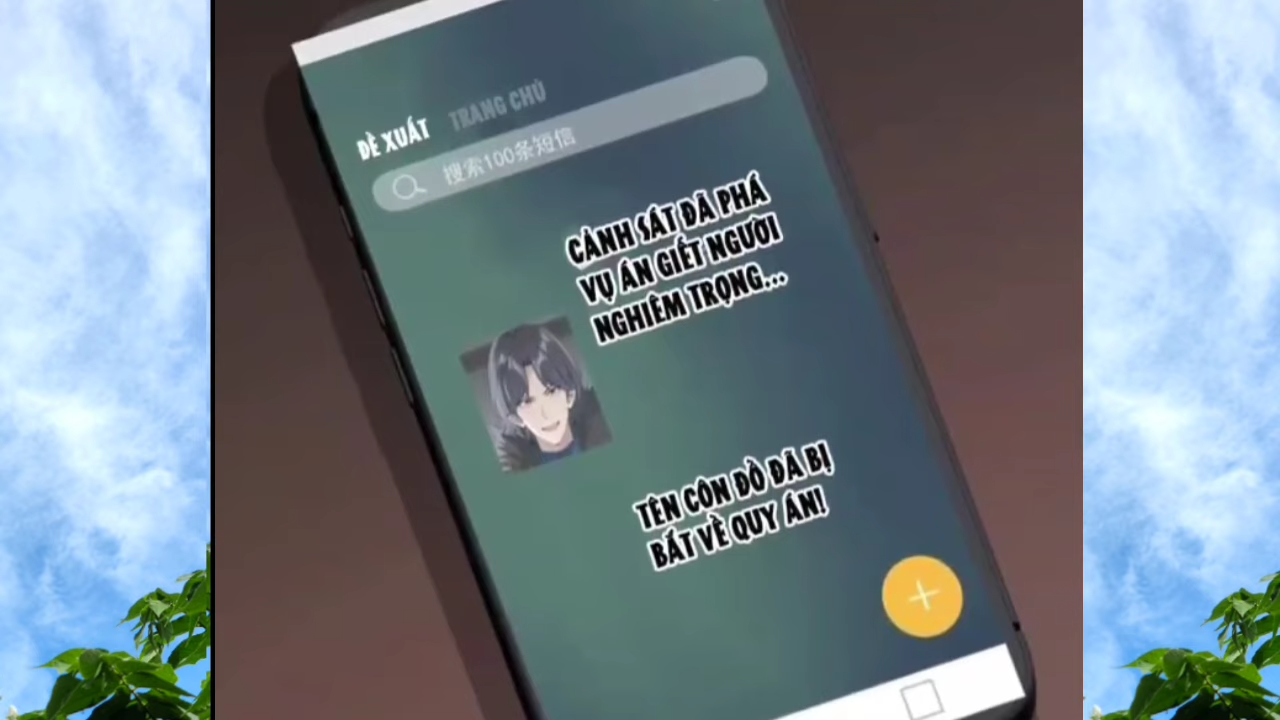 ĐỀ XUẤT TRANG CHỦ
搜索100条短信
CẢNH SÁT ĐÃ PHÁ
VỤ ÁN GIẾT NGƯỜI
NGHIÊM TRỌNG...
TÊN CÔN ĐỒ ĐÃ BỊ
BẮT VỀ QUY ÁN!